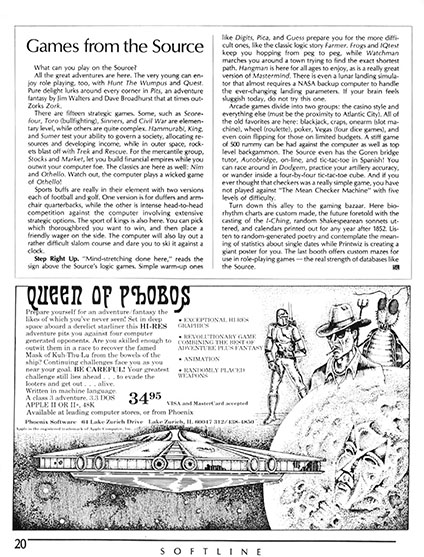 Games from the Source
What can you play on the Source?
All the great adventures are here. The very young can en-
joy role playing, too, with Hunt The Wumpus and Quest.
Pure delight lurks around every corner in Pits, an adventure
fantasy by Jim Walters and Dave Broadhurst that at times out-
Zorks Zork.
There are fifteen strategic games. Some, such as Score-
four, Toro (bullfighting), Sinners, and Civil War are elemen-
tary level, while others are quite complex. Hammurabi, King,
and Sumer test your ability to govern a society, allocating re-
sources and developing income, while in outer space, rock-
ets blast off with Trek and Rescue. For the mercantile group,
Stocks and Market, let you build financial empires while you
outwit your computer foe. The classics are here as well: Nim
and Othello. Watch out, the computer plays a wicked game
of Othello!
Sports buffs are really in their element with two versions
each of football and golf. One version is for duffers and arm-
chair quarterbacks, while the other is intense head-to-head
competition against the computer involving extensive
strategic options. The sport of kings is also here. You can pick
which thoroughbred you want to win, and then place a
friendly wager on the side. The computer will also lay out a
rather difficult slalom course and dare you to ski it against a
clock.
Step Right Up. "Mind-stretching done here," reads the
sign above the Source's logic games. Simple warm-up ones
like Digits, Pica, and Guess prepare you for the more diffi-
cult ones, like the classic logic story Farmer. Frogs and IQtest
keep you hopping from peg to peg, while Watchman
marches you around a town trying to find the exact shortest
path. Hangman is here for all ages to enjoy, as is a really great
version of Mastermind. There is even a lunar landing simula-
tor that almost requires a NASA backup computer to handle
the ever-changing landing parameters. If your brain feels
sluggish today, do not try this one.
Arcade games divide into two groups: the casino style and
everything else (must be the proximity to Atlantic City). All of
the old favorites are here: blackjack, craps, onearm (slot ma-
chine), wheel (roulette), poker, Vegas (four dice games), and
even coin flipping for those on limited budgets. A stiff game
of 500 rummy can be had against the computer as well as top
level backgammon. The Source even has the Goren bridge
tutor, Autobridge, on-line, and tic-tac-toe in Spanish! You
can race around in Dodgem, practice your artillery accuracy,
or wander inside a four-by-four tic-tac-toe cube. And if you
ever thought that checkers was a really simple game, you have
not played against "The Mean Checker Machine" with five
levels of difficulty.
Turn down this alley to the gaming bazaar. Here bio-
rhythm charts are custom made, the future foretold with the
casting of the I-Ching, random Shakespearean sonnets ut-
tered, and calendars printed out for any year after 1852. Lis-
ten to random-generated poetry and contemplate the mean-
ing of statistics about single dates while Printwiz is creating a
giant poster for you. The last booth offers custom mazes for
use in role-playing games — the real strength of databases like
the Source.
QUEEN OF PHOBOS
Prepare yourself for an adventure/fantasy the
likes of which you've never seen! Set in deep
space aboard a derelict starliner this HI-RES
adventure pits you against four computer
generated opponents. Are you skilled enough to
outwit them in a race to recover the famed
Mask of Kuh-Thu-Lu from the bowels of the
ship? Continuing challenges face you as you
near your goal. BE CAREFUL! Your greatest
challenge still lies ahead . . . to evade the
looters and get out . . . alive.
Written in machine language.
A class 3 adventure, 3.3 DOS
APPLE II OR II+, 48K
34.95
Available at leading computer stores, or from Phoenix
• EXCEPTIONAL HI-RES
GRAPHICS
• REVOLUTIONARY GAME
COMBINING THE BEST OF
ADVENTURE PLUS FANTASY
• ANIMATION
• RANDOMLY PLACED
WEAPONS
VISA and MasterCard accepted
Phoenix Software 64 Lake Zurich Drive Lake Zurich, IL 60047 312/438-4850
Apple is the registered trademark of Apple Computer, Inc.
20
SOFTLINE